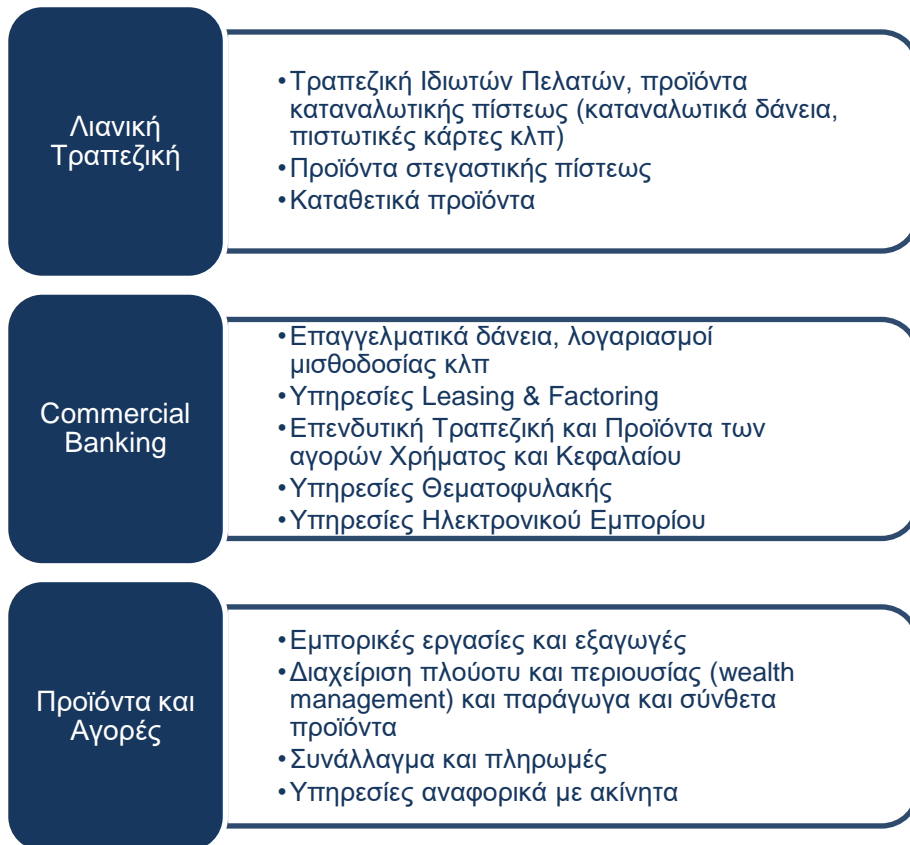 Λιανική
Τραπεζική
•Τραπεζική Ιδιωτών Πελατών, προϊόντα
καταναλωτικής πίστεως (καταναλωτικά δάνεια,
πιστωτικές κάρτες κλπ)
•Προϊόντα στεγαστικής πίστεως
•Καταθετικά προϊόντα
Commercial
Banking
•Επαγγελματικά δάνεια, λογαριασμοί
μισθοδοσίας κλπ
•Υπηρεσίες Leasing & Factoring
•Επενδυτική Τραπεζική και Προϊόντα των
αγορών Χρήματος και Κεφαλαίου
•Υπηρεσίες Θεματοφυλακής
•Υπηρεσίες Ηλεκτρονικού Εμπορίου
Προϊόντα και
Αγορές
•Εμπορικές εργασίες και εξαγωγές
•Διαχείριση πλούοτυ και περιουσίας (wealth
management) και παράγωγα και σύνθετα
προϊόντα
•Συνάλλαγμα και πληρωμές
•Υπηρεσίες αναφορικά με ακίνητα